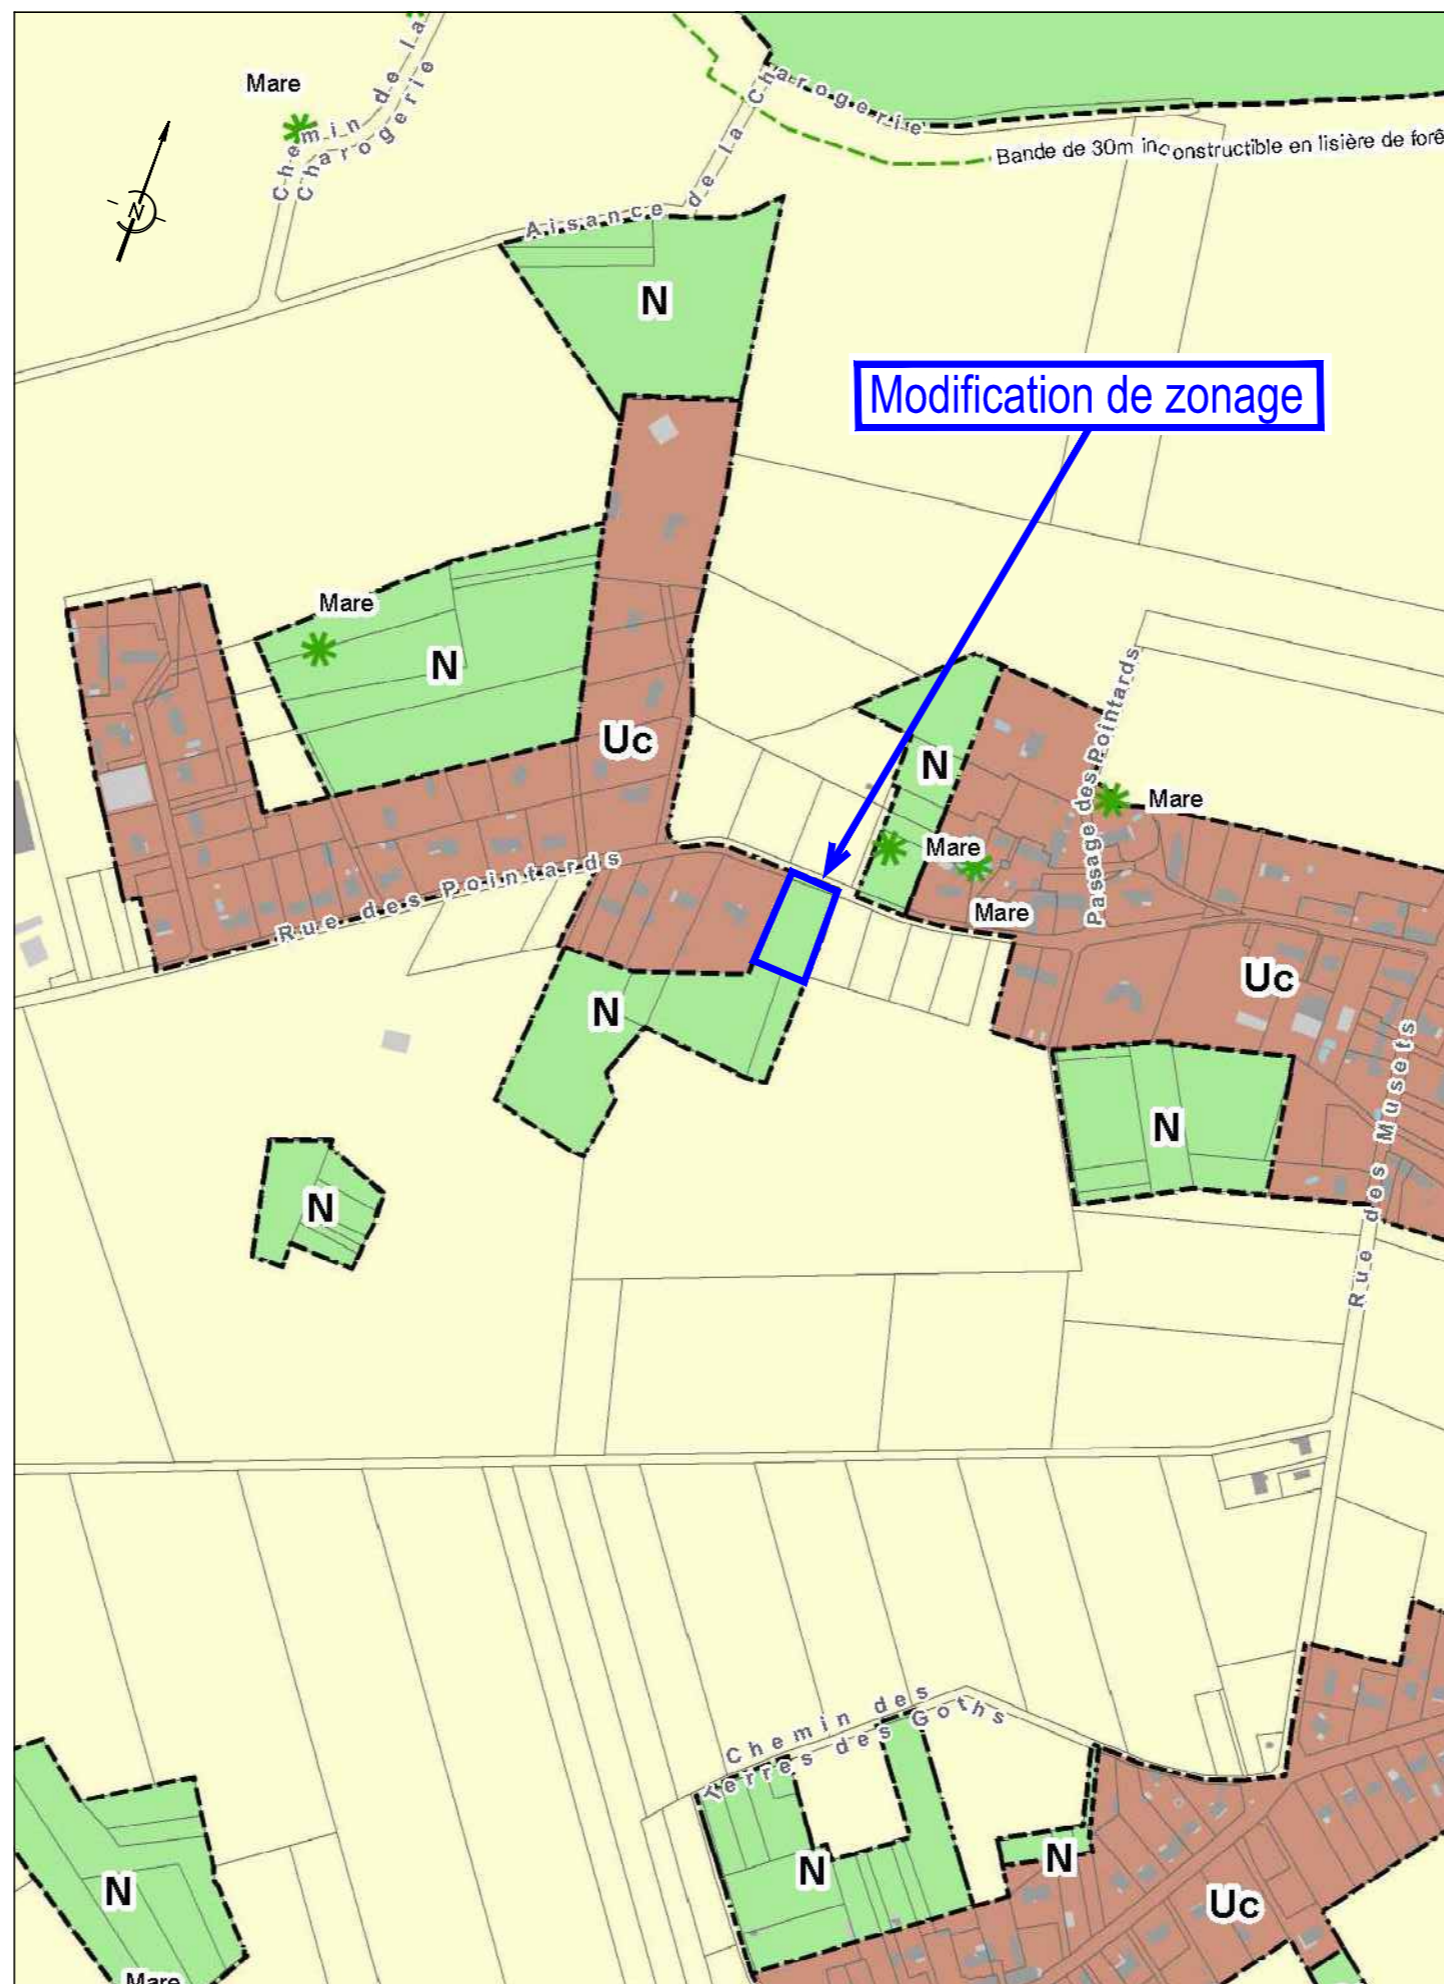 Mare
Chemin de la
Charogerie
N
Aisance de la Charogerie
Bande de 30m inconstructible en lisière de forê
N
Modification de zonage
Mare
N
Uc
N
Passage des Pointards
Mare
Mare
Mare
Rue des Pointards
Uc
N
N
N
Rue des Musets
Chemin des
Terres des Goths
N
N
N
Uc
Mare